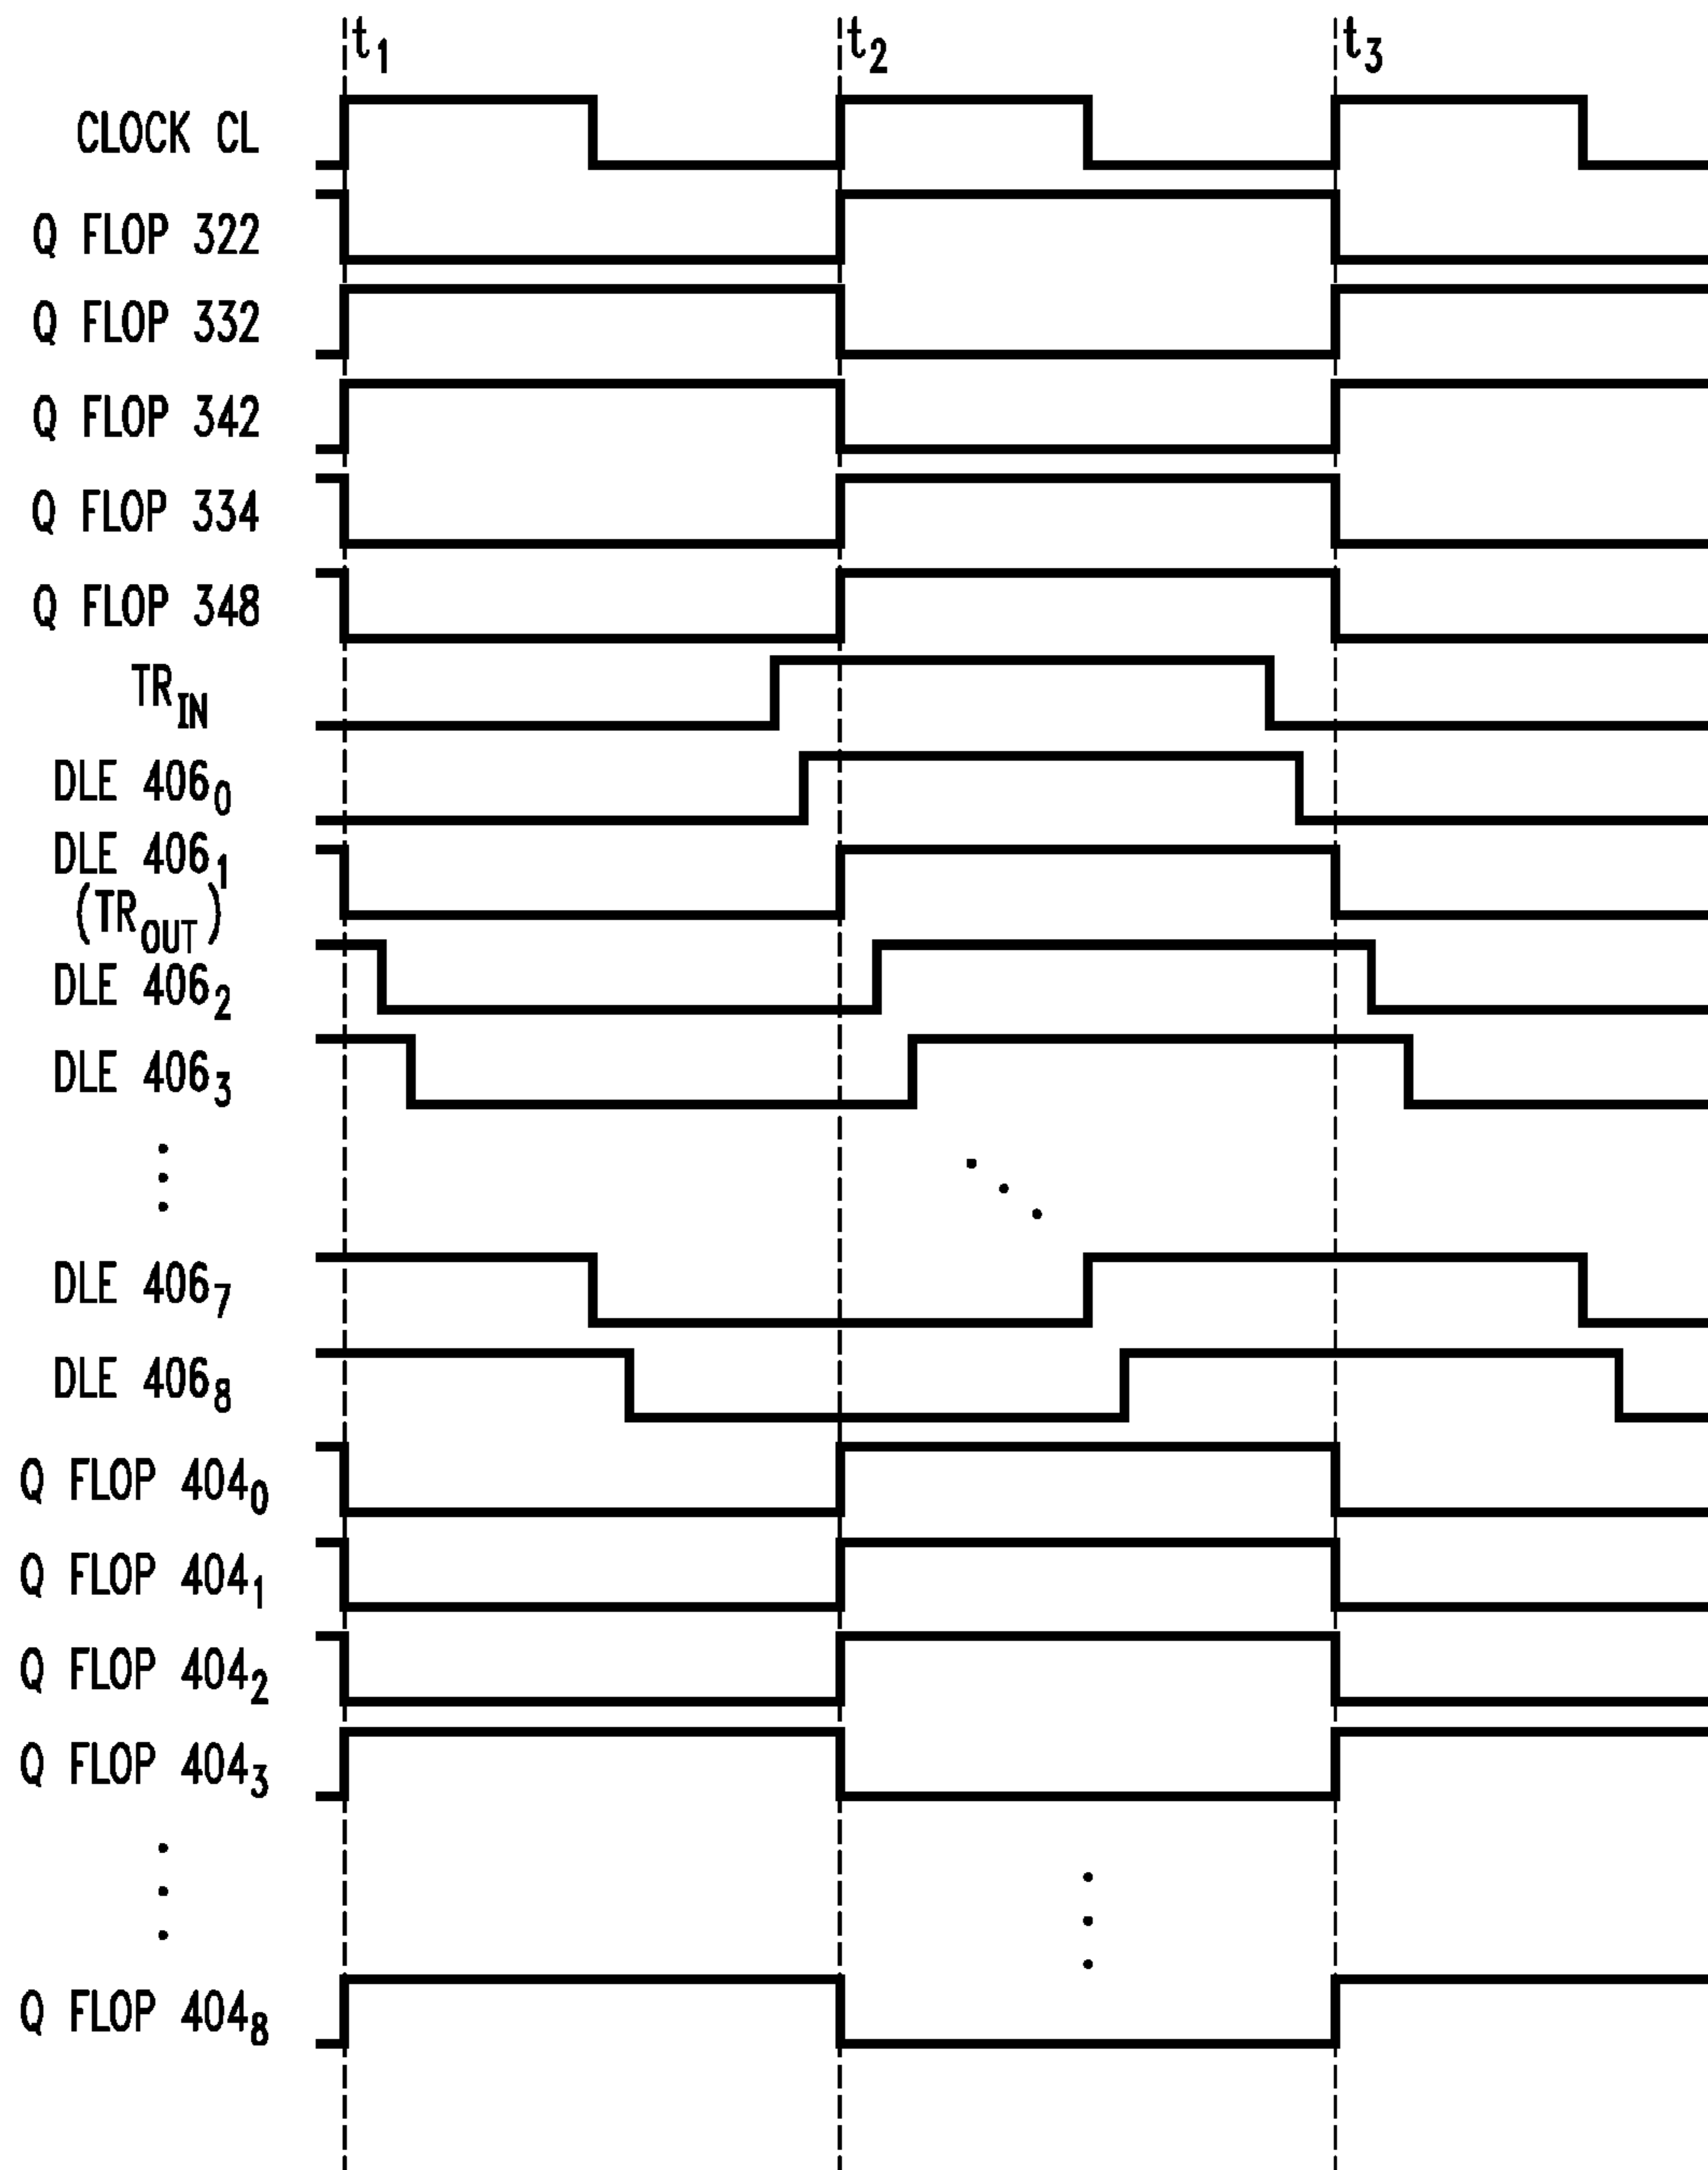 t1 t2 t3
CLOCK CL
Q FLOP 322
Q FLOP 332
Q FLOP 342
Q FLOP 334
Q FLOP 348
TRIN
DLE 4060
DLE 4061
(TROUT)
DLE 4062
DLE 4063
DLE 4067
DLE 4068
Q FLOP 4040
Q FLOP 4041
Q FLOP 4042
Q FLOP 4043
Q FLOP 4048